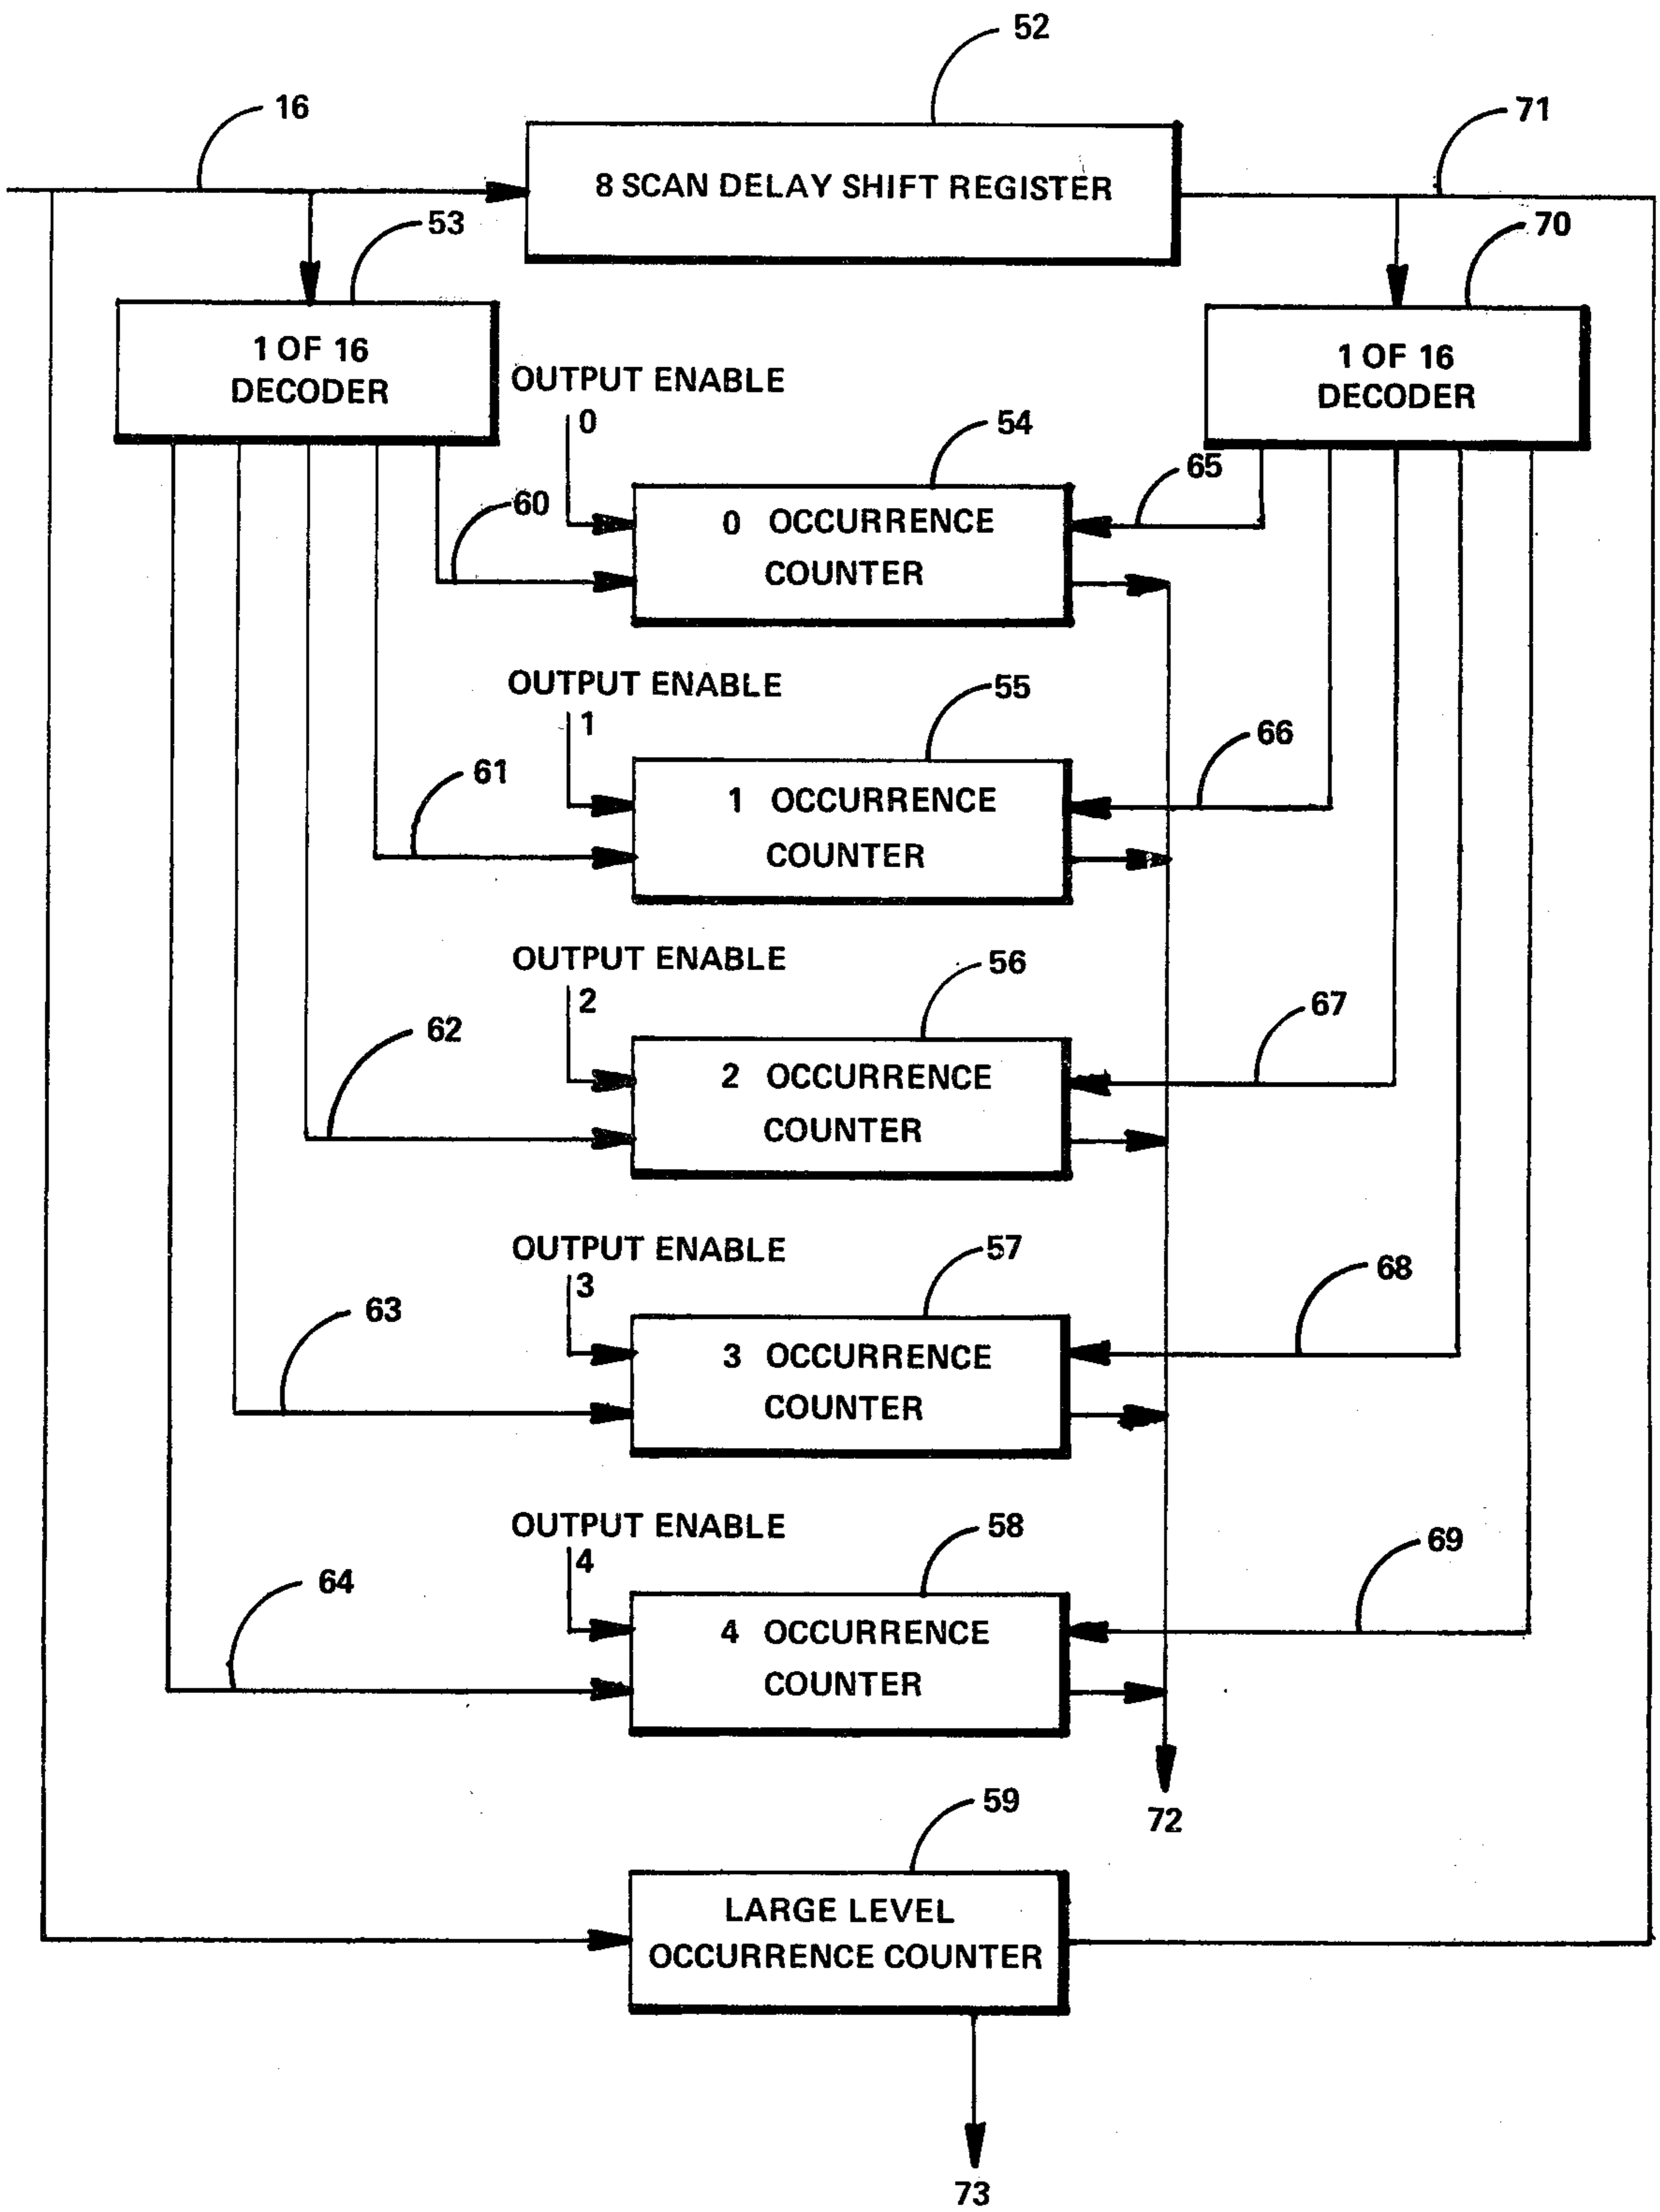 52
16
71
8 SCAN DELAY SHIFT REGISTER
53
70
1 OF 16
DECODER
1 OF 16
DECODER
OUTPUT ENABLE
0
54
65
60
0 OCCURRENCE
COUNTER
OUTPUT ENABLE
1
55
66
61
1 OCCURRENCE
COUNTER
OUTPUT ENABLE
2
56
67
62
2 OCCURRENCE
COUNTER
OUTPUT ENABLE
3
57
68
63
3 OCCURRENCE
COUNTER
OUTPUT ENABLE
4
58
69
64
4 OCCURRENCE
COUNTER
72
59
LARGE LEVEL
OCCURRENCE COUNTER
73